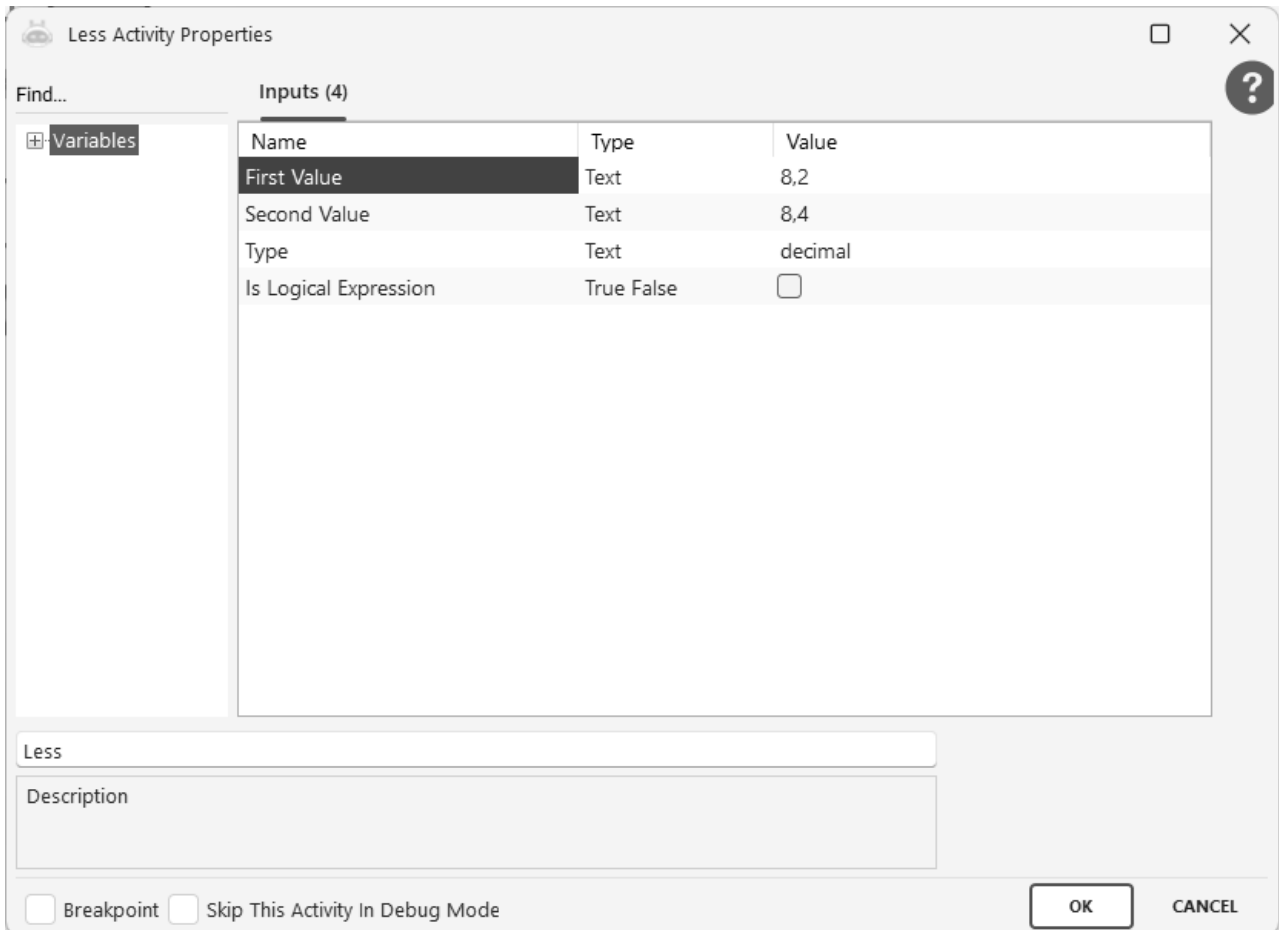 Less Activity Properties
Find...
Inputs (4)
?
Variables
Name Type Value
First Value Text 8,2
Second Value Text 8,4
Type Text decimal
Is Logical Expression True False
Less
Description
Breakpoint Skip This Activity In Debug Mode OK CANCEL